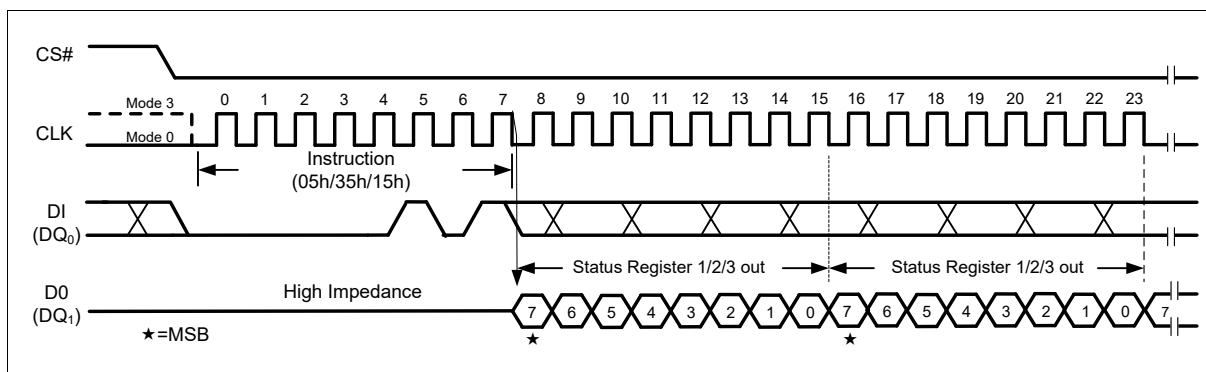 CS#
Mode 3
0 1 2 3 4 5 6 7 8 9 10 11 12 13 14 15 16 17 18 19 20 21 22 23
CLK
Mode 0
Instruction
(05h/35h/15h)
DI
(DQ0)
Status Register 1/2/3 out Status Register 1/2/3 out
D0
(DQ1)
High Impedance
7 6 5 4 3 2 1 0 7 6 5 4 3 2 1 0 7
★=MSB ★ ★